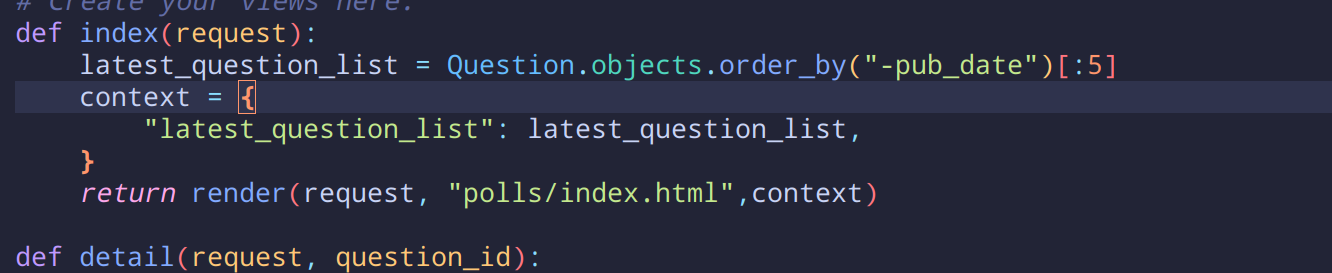 # Create your views here.
def index(request):
    latest_question_list = Question.objects.order_by("-pub_date")[:5]
    context = {
        "latest_question_list": latest_question_list,
    }
    return render(request, "polls/index.html",context)

def detail(request, question_id):